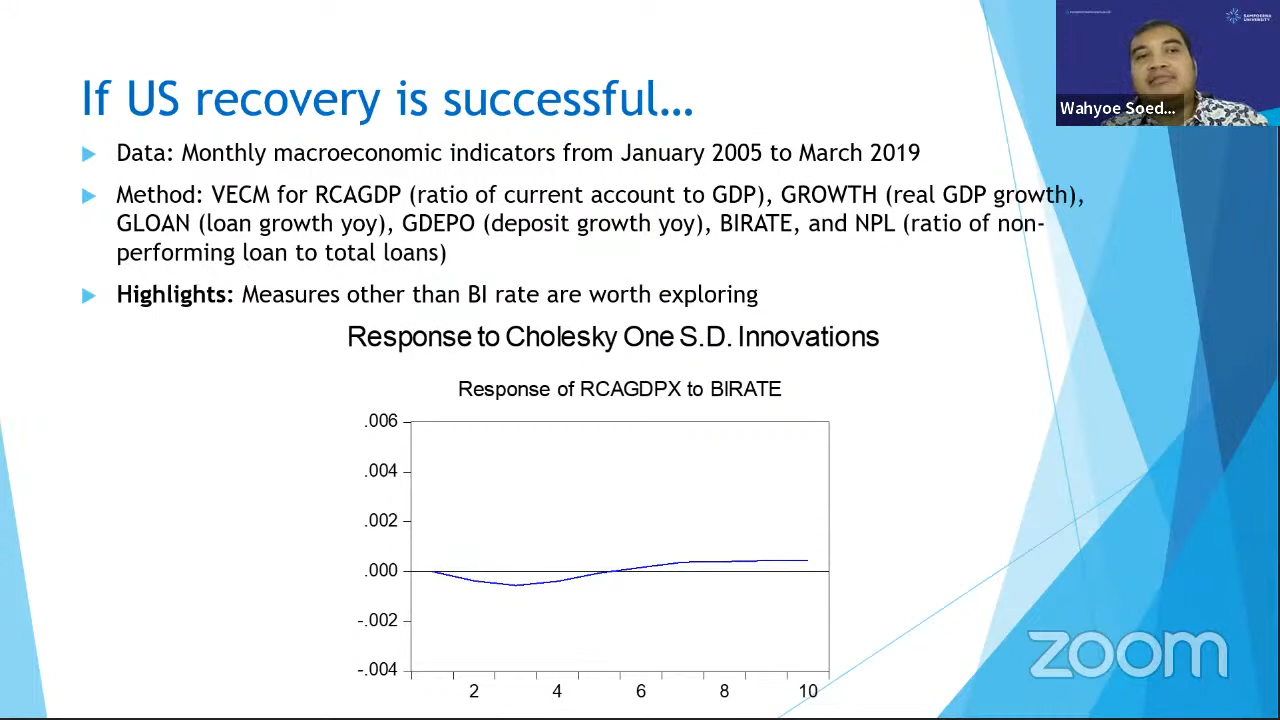 SAMPOERNA
UNIVERSITY
Wahyoe Soed...
If US recovery is successful…
Data: Monthly macroeconomic indicators from January 2005 to March 2019
Method: VECM for RCAGDP (ratio of current account to GDP), GROWTH (real GDP growth),
GLOAN (loan growth yoy), GDEPO (deposit growth yoy), BIRATE, and NPL (ratio of non-
performing loan to total loans)
Highlights: Measures other than BI rate are worth exploring
Response to Cholesky One S.D. Innovations
Response of RCAGDPX to BIRATE
.006
.004
.002
.000
-.002
-.004
2 4 6 8 10
zoom